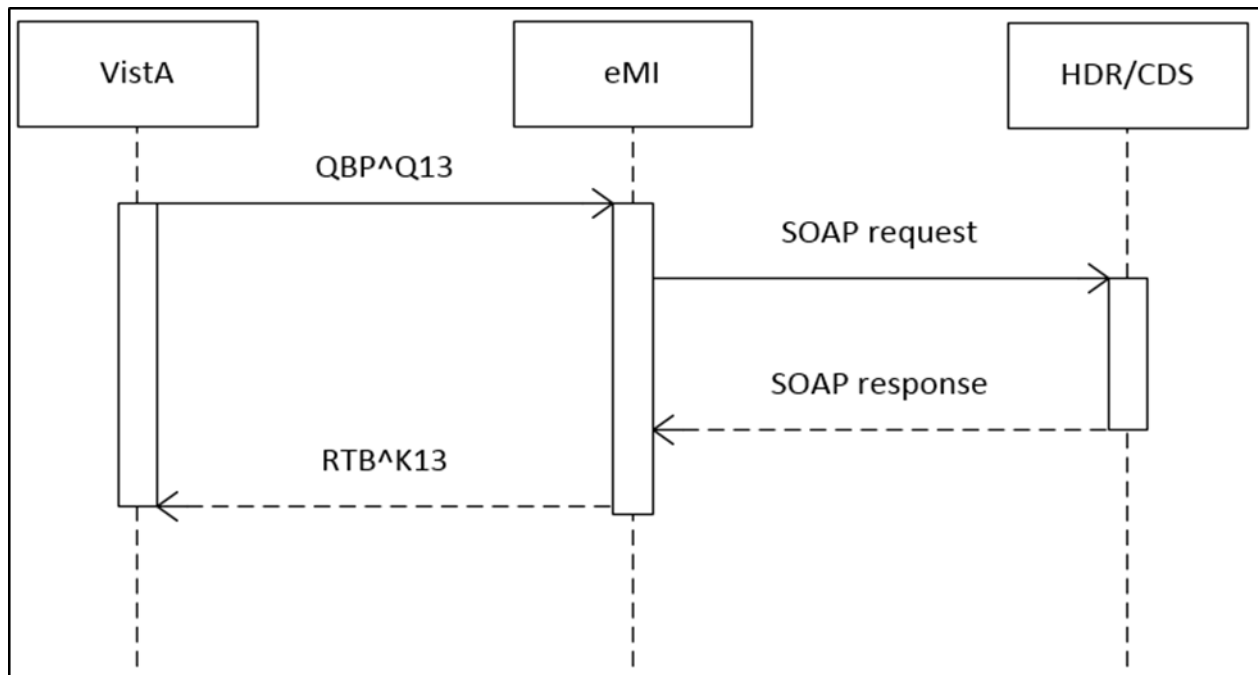 VistA
eMI
HDR/CDS
QBP^Q13
SOAP request
SOAP response
RTB^K13